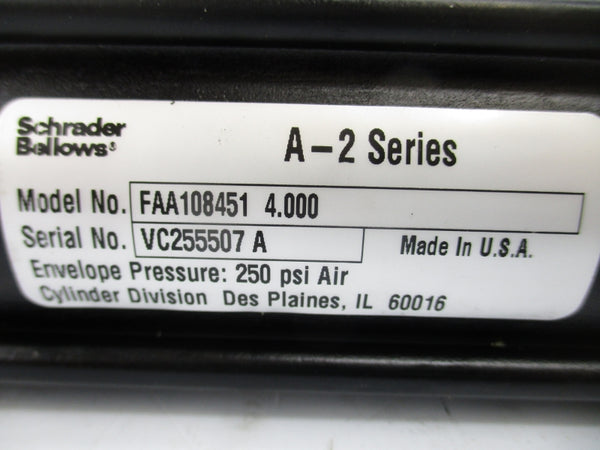 Schrader
Bellows®
A-2 Series
Model No. FAA108451 4.000
Serial No. VC255507 A
Made In U.S.A.
Envelope Pressure: 250 psi Air
Cylinder Division Des Plaines, IL 60016